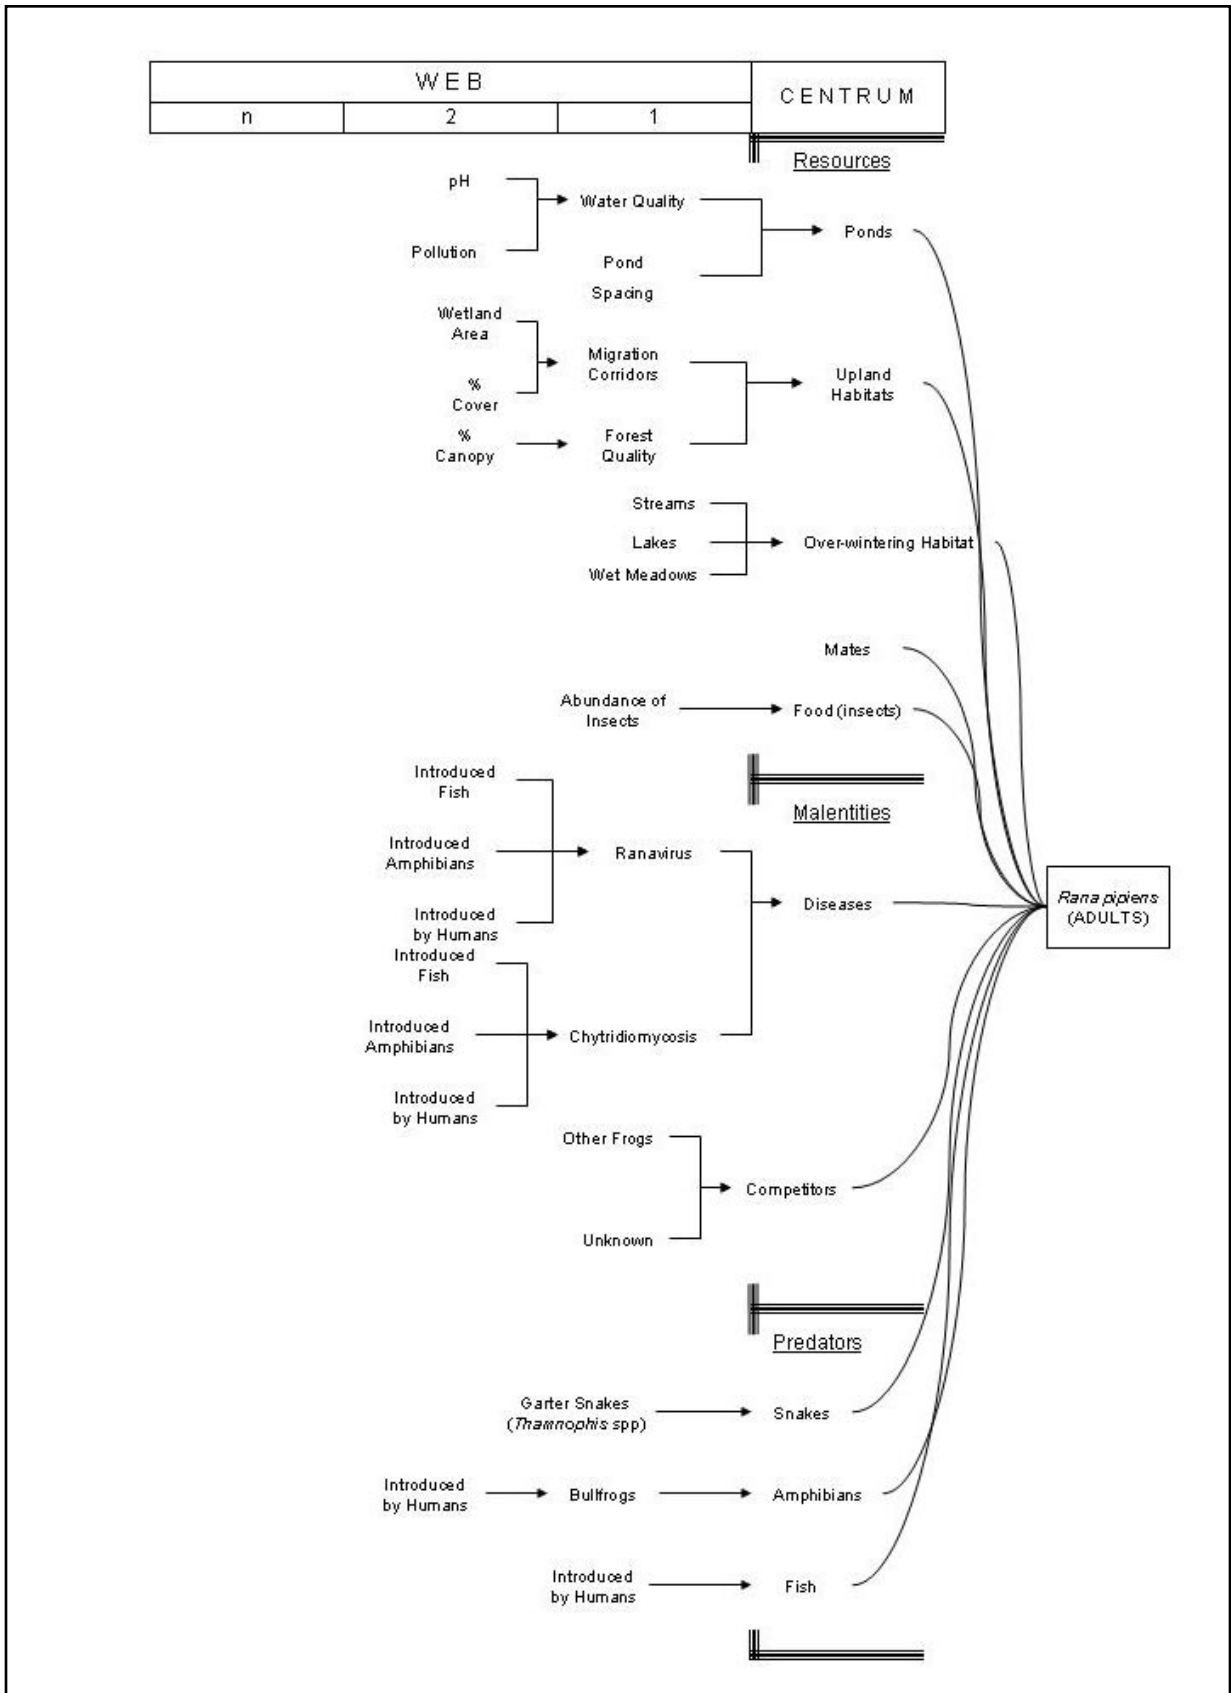 WEB
CENTRUM
n
2
1
Resources
pH
Water Quality
Ponds
Pollution
Pond
Spacing
Wetland
Area
Migration
Corridors
Upland
Habitats
%
Cover
%
Canopy
Forest
Quality
Streams
Lakes
Over-wintering Habitat
Wet Meadows
Mates
Abundance of
Insects
Food (insects)
Introduced
Fish
Malentities
Introduced
Amphibians
Ranavirus
Diseases
Rana pipiens
(ADULTS)
Introduced
by Humans
Introduced
Fish
Introduced
Amphibians
Chytridiomycosis
Introduced
by Humans
Other Frogs
Competitors
Unknown
Predators
Garter Snakes
(Thamnophis spp)
Snakes
Introduced
by Humans
Bullfrogs
Amphibians
Introduced
by Humans
Fish